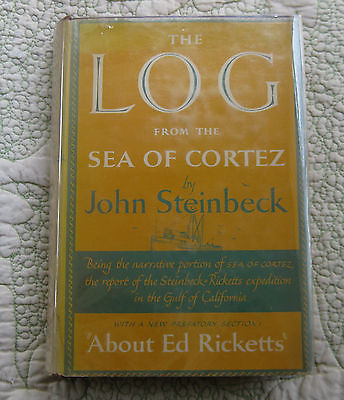 THE
LOG
FROM THE
SEA OF CORTEZ
by
John Steinbeck
Being the narrative portion of SEA OF CORTEZ,
the report of the Steinbeck-Ricketts expedition
in the Gulf of California
WITH A NEW PREFATORY SECTION:
"About Ed Ricketts"